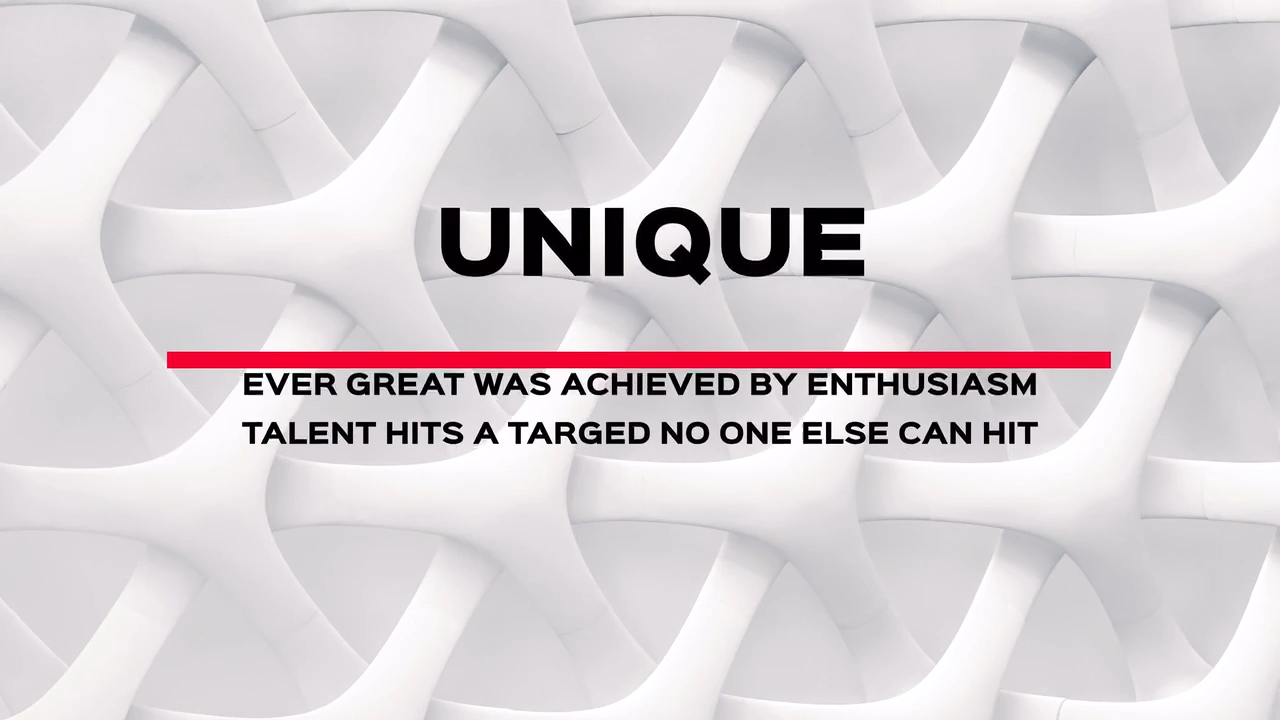 UNIQUE
EVER GREAT WAS ACHIEVED BY ENTHUSIASM
TALENT HITS A TARGED NO ONE ELSE CAN HIT